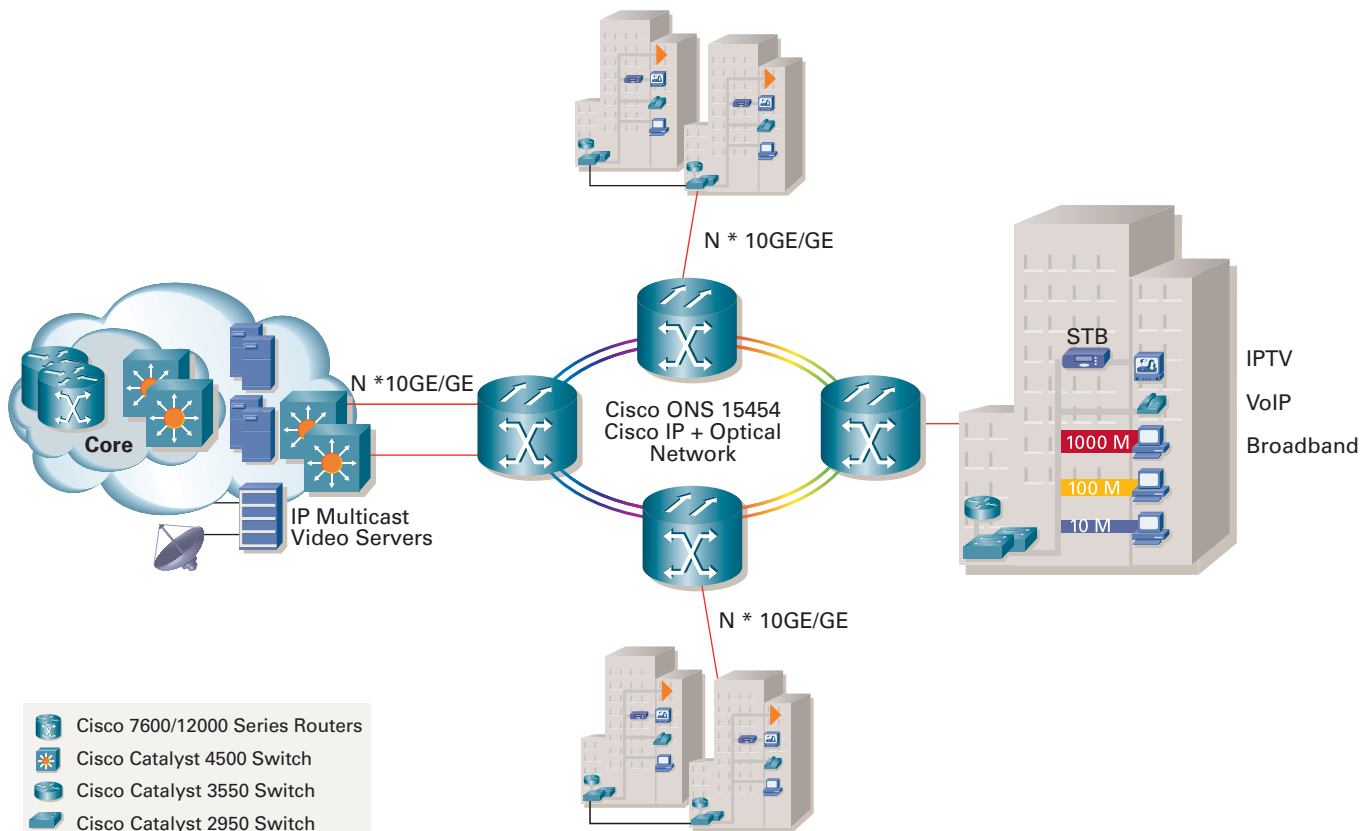 N * 10GE/GE
STB
IPTV
VoIP
1000 M
Broadband
100 M
10 M
N *10GE/GE
Core
Cisco ONS 15454
Cisco IP + Optical
Network
IP Multicast
Video Servers
N * 10GE/GE
Cisco 7600/12000 Series Routers
Cisco Catalyst 4500 Switch
Cisco Catalyst 3550 Switch
Cisco Catalyst 2950 Switch